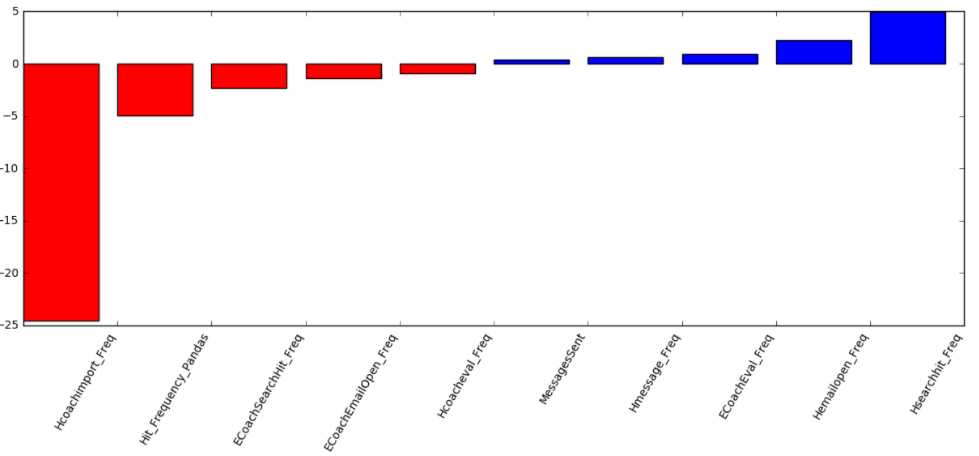 5
0
−5
−10
−15
−20
−25
Hcoachimport_Freq
Hit_Frequency_Pandas
ECoachSearchHit_Freq
ECoachEmailOpen_Freq
Hcoacheval_Freq
MessagesSent
Hmessage_Freq
ECoachEval_Freq
Hemailopen_Freq
Hsearchhit_Freq